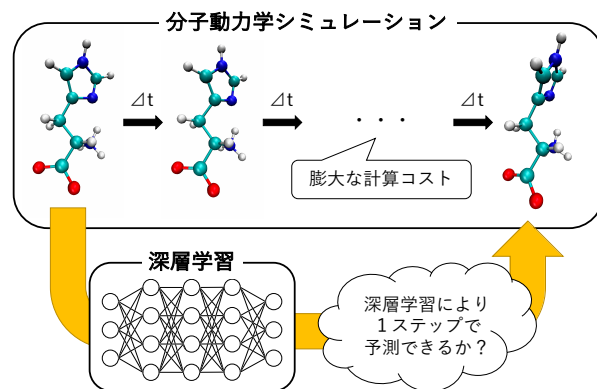 分子動力学シミュレーション
⊿t
⊿t
・・・
⊿t
膨大な計算コスト
深層学習
深層学習により
１ステップで
予測できるか？